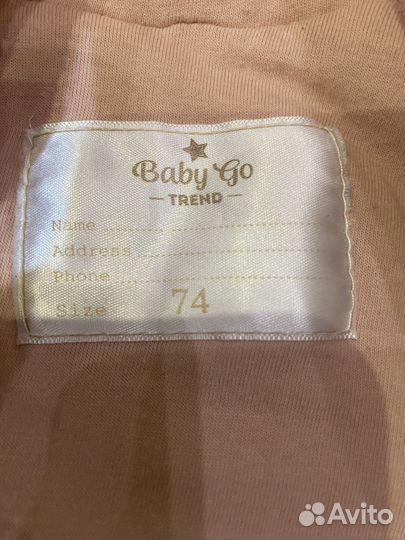 Baby Go
TREND
Name
Address
Phone
Size 74
Avito